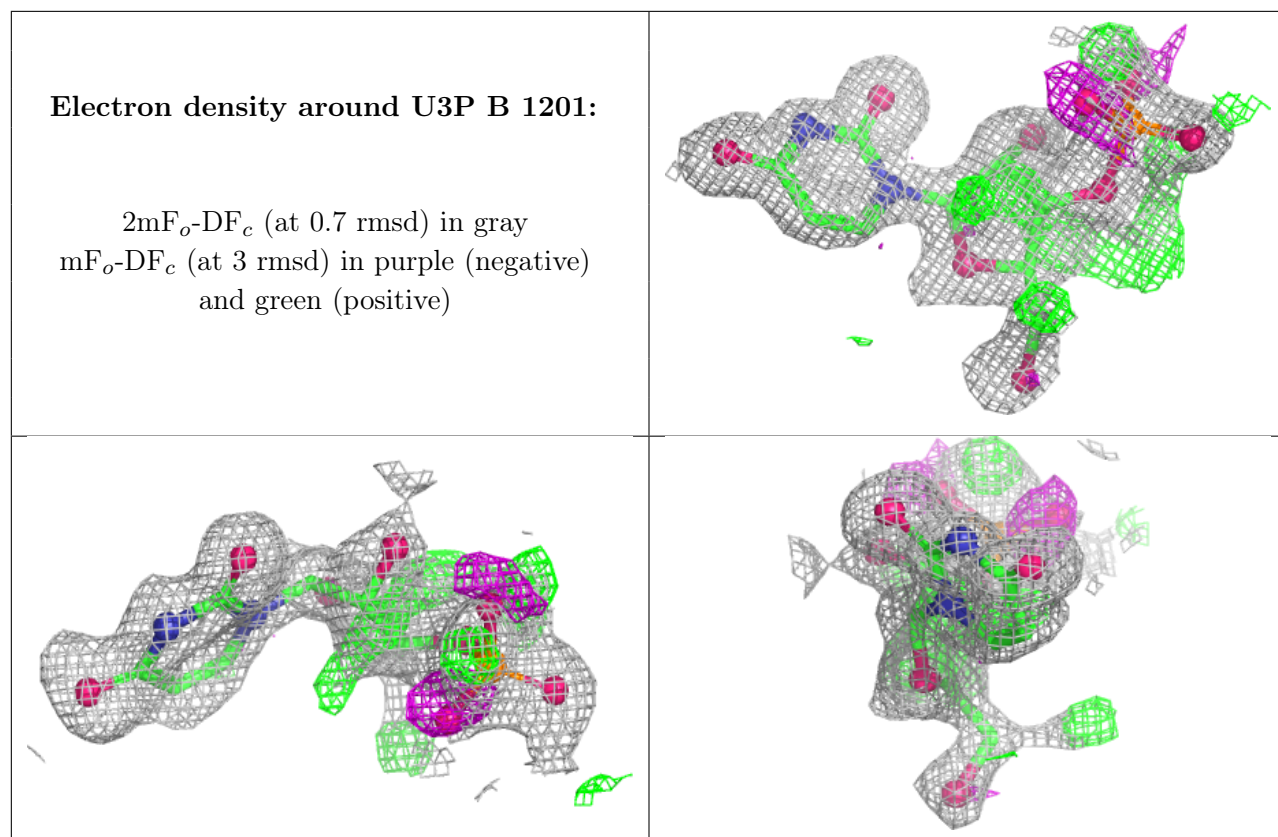 Electron density around U3P B 1201:
2mFo-DFc (at 0.7 rmsd) in gray
mFo-DFc (at 3 rmsd) in purple (negative)
and green (positive)